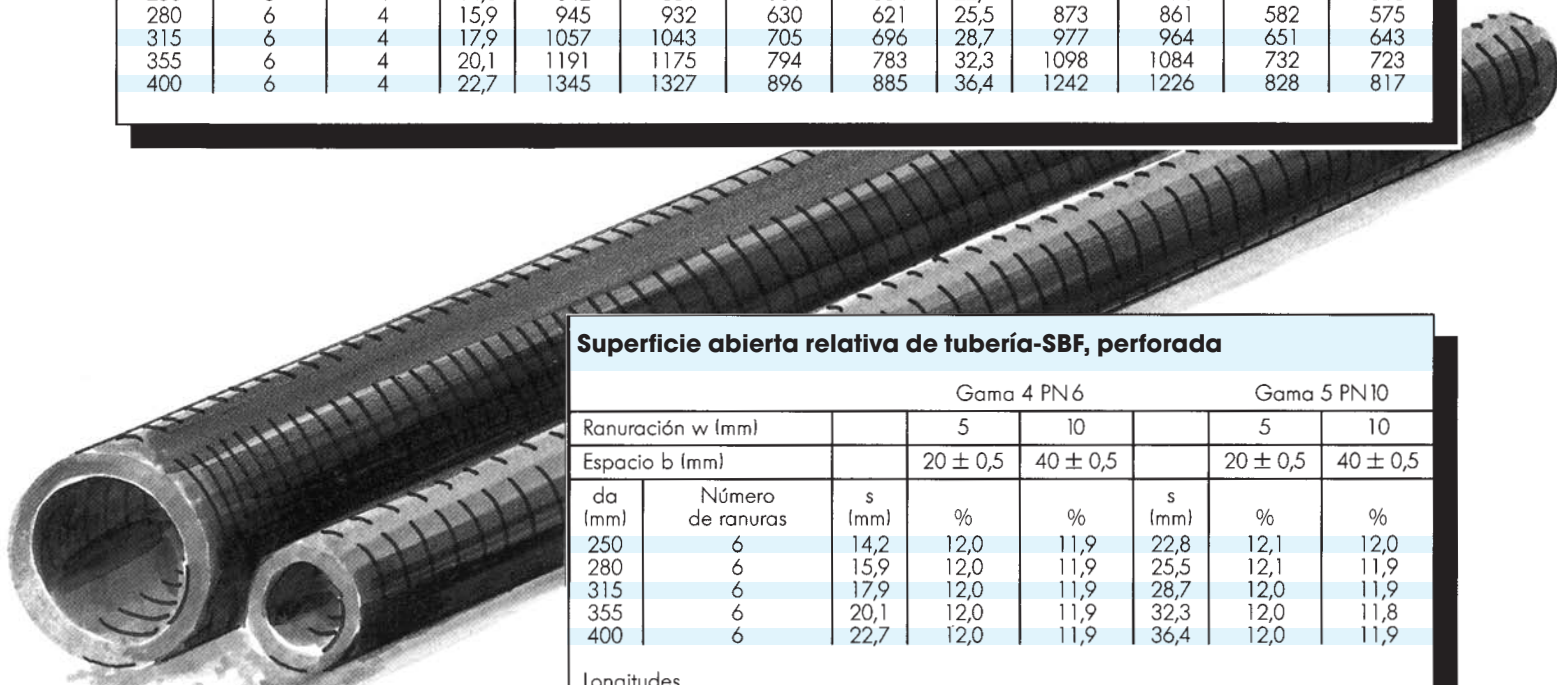 280 6 4 15,9 945 932 630 621 25,5 873 861 582 575
315 6 4 17,9 1057 1043 705 696 28,7 977 964 651 643
355 6 4 20,1 1191 1175 794 783 32,3 1098 1084 732 723
400 6 4 22,7 1345 1327 896 885 36,4 1242 1226 828 817
Superficie abierta relativa de tubería-SBF, perforada
Gama 4 PN6 Gama 5 PN10
Ranuración w (mm) 5 10 5 10
Espacio b (mm) 20 ± 0,5 40 ± 0,5 20 ± 0,5 40 ± 0,5
da Número s s
(mm) de ranuras (mm) % % (mm) % %
250 6 14,2 12,0 11,9 22,8 12,1 12,0
280 6 15,9 12,0 11,9 25,5 12,1 11,9
315 6 17,9 12,0 11,9 28,7 12,0 11,9
355 6 20,1 12,0 11,9 32,3 12,0 11,8
400 6 22,7 12,0 11,9 36,4 12,0 11,9
Longitudes